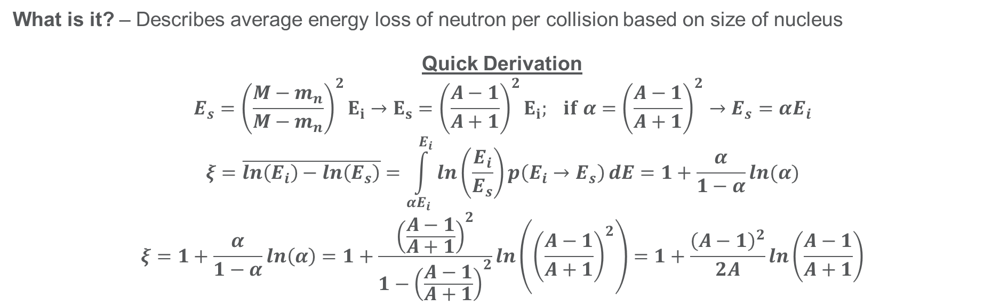 What is it? – Describes average energy loss of neutron per collision based on size of nucleus
Quick Derivation
E_s = ((M − m_n)/(M − m_n))^2 E_i → E_s = ((A − 1)/(A + 1))^2 E_i; if α = ((A − 1)/(A + 1))^2 → E_s = αE_i
ξ = \overline{ln(E_i) − ln(E_s)} = ∫_{αE_i}^{E_i} ln(E_i/E_s) p(E_i → E_s) dE = 1 + α/(1 − α) ln(α)
ξ = 1 + α/(1 − α) ln(α) = 1 + ((A − 1)/(A + 1))^2/(1 − ((A − 1)/(A + 1))^2) ln(((A − 1)/(A + 1))^2) = 1 + (A − 1)^2/(2A) ln((A − 1)/(A + 1))